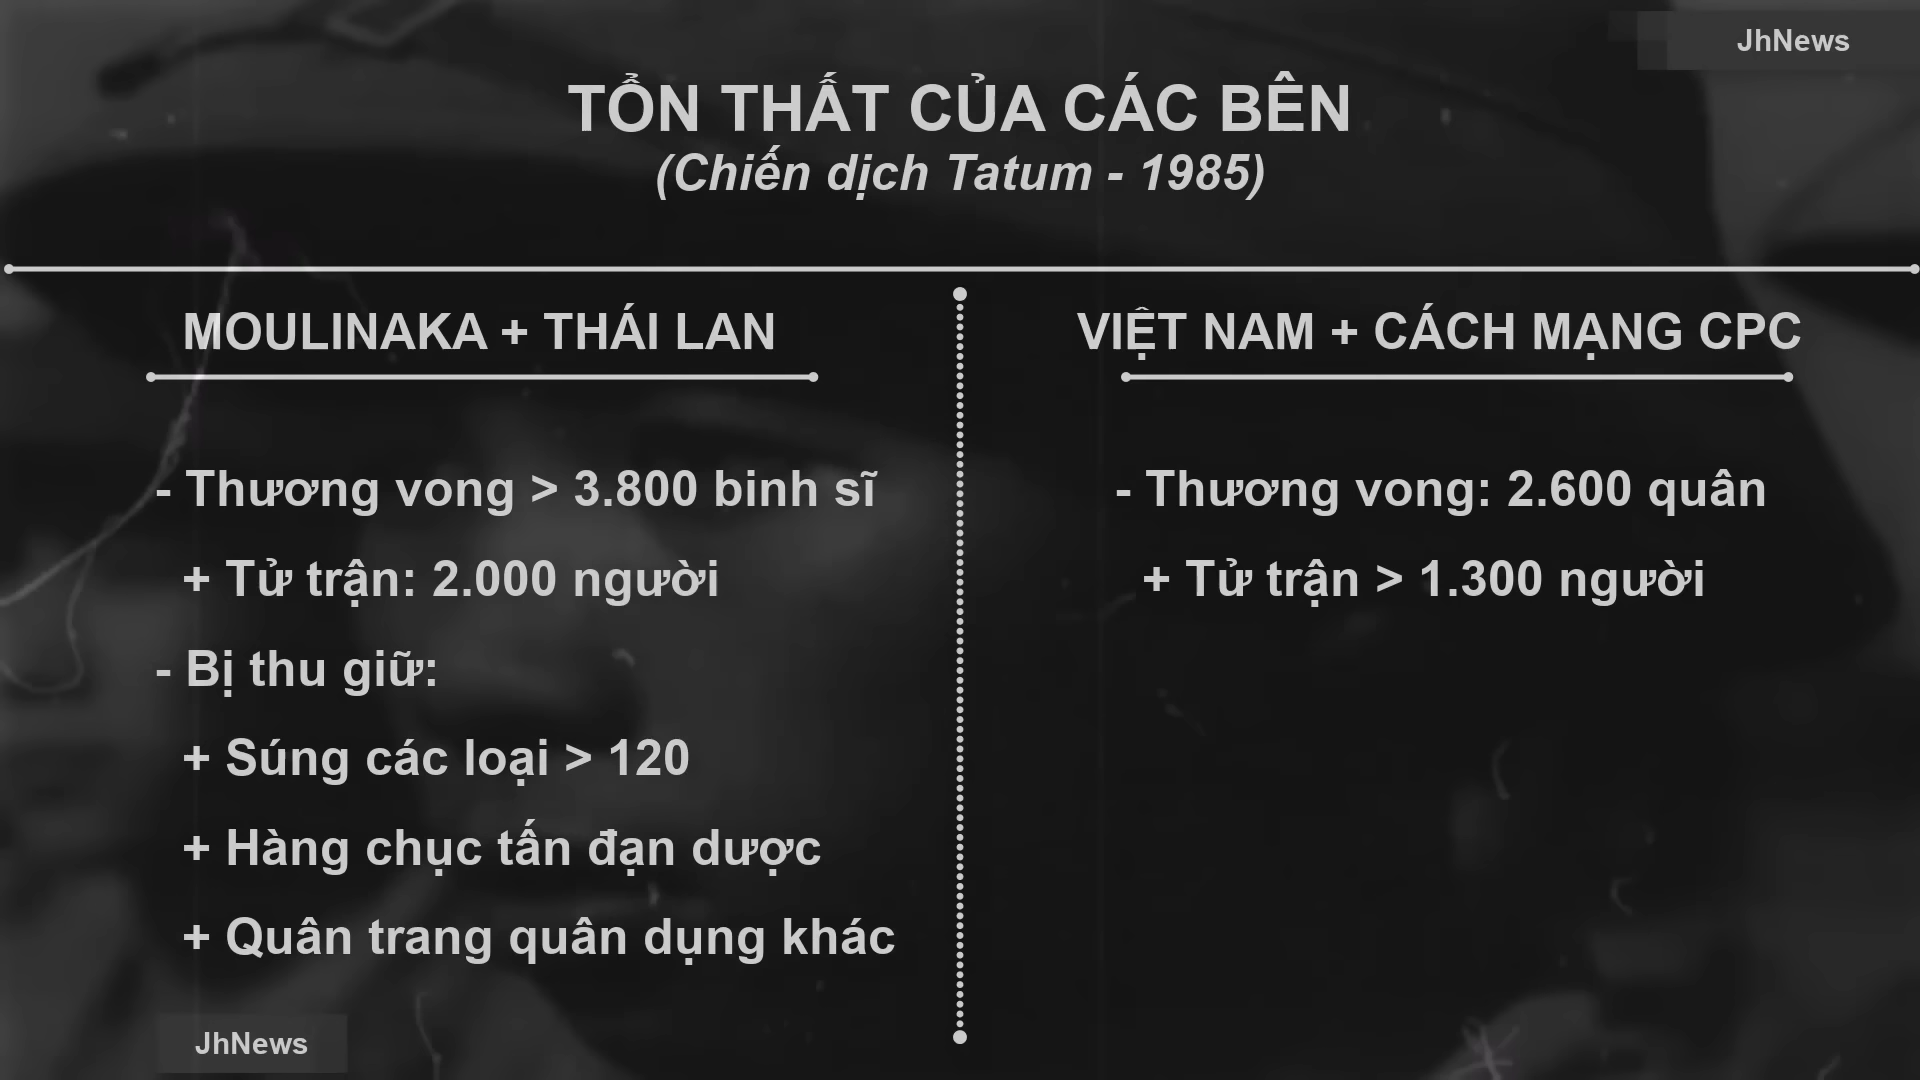 JhNews
TỔN THẤT CỦA CÁC BÊN
(Chiến dịch Tatum - 1985)
MOULINAKA + THÁI LAN
- Thương vong > 3.800 binh sĩ
+ Tử trận: 2.000 người
- Bị thu giữ:
+ Súng các loại > 120
+ Hàng chục tấn đạn dược
+ Quân trang quân dụng khác
VIỆT NAM + CÁCH MẠNG CPC
- Thương vong: 2.600 quân
+ Tử trận > 1.300 người
JhNews